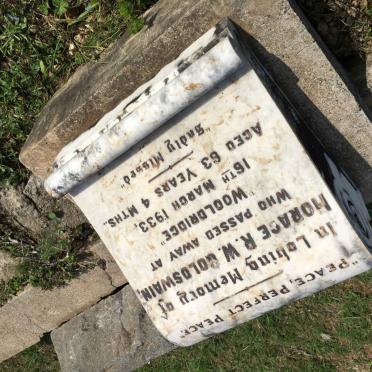 "PEACE, PERFECT PEACE."
In Loving Memory of
HORACE R.W. GOLDSWAIN,
WHO PASSED AWAY AT
"WOOLDRIDGE"
16TH MARCH 1933,
AGED 63 YEARS 4 MTHS.
"Sadly Missed"